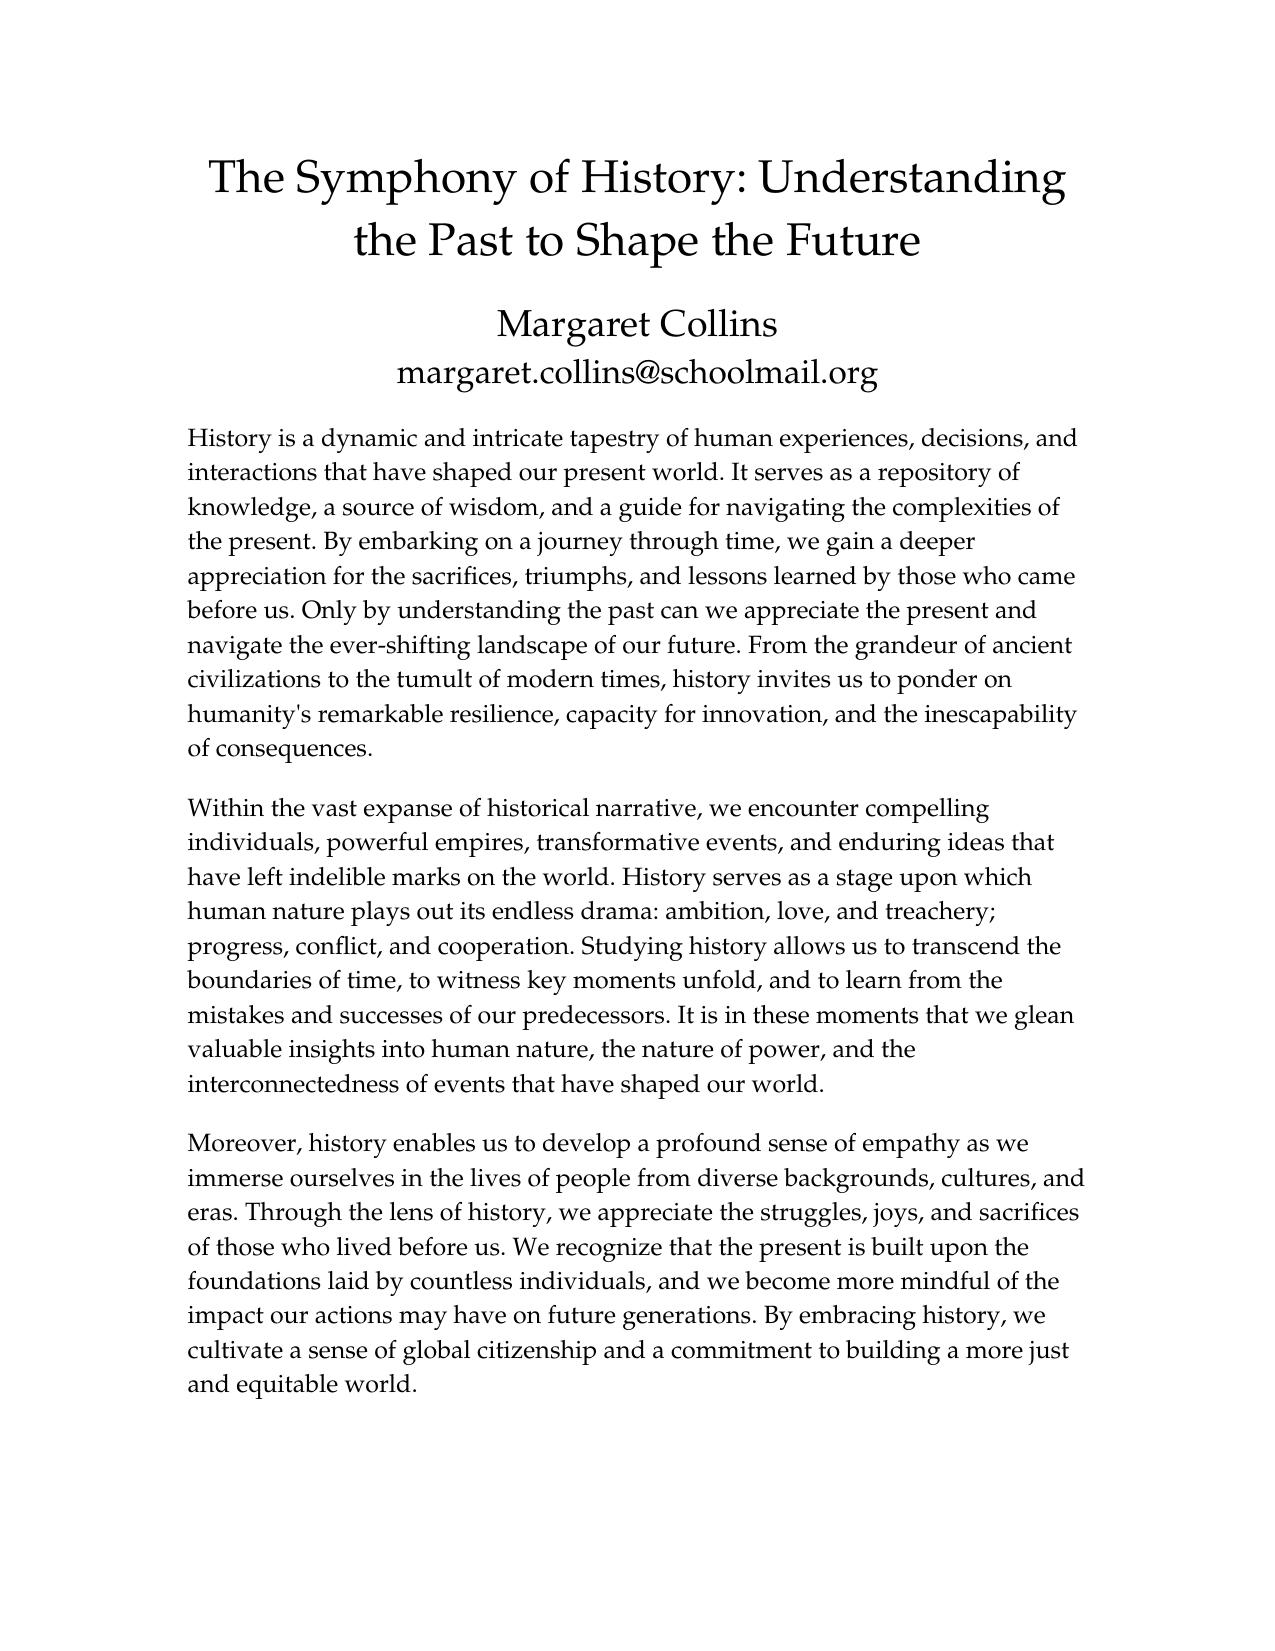 The Symphony of History: Understanding
the Past to Shape the Future
Margaret Collins
margaret.collins@schoolmail.org
History is a dynamic and intricate tapestry of human experiences, decisions, and
interactions that have shaped our present world. It serves as a repository of
knowledge, a source of wisdom, and a guide for navigating the complexities of
the present. By embarking on a journey through time, we gain a deeper
appreciation for the sacrifices, triumphs, and lessons learned by those who came
before us. Only by understanding the past can we appreciate the present and
navigate the ever-shifting landscape of our future. From the grandeur of ancient
civilizations to the tumult of modern times, history invites us to ponder on
humanity's remarkable resilience, capacity for innovation, and the inescapability
of consequences.
Within the vast expanse of historical narrative, we encounter compelling
individuals, powerful empires, transformative events, and enduring ideas that
have left indelible marks on the world. History serves as a stage upon which
human nature plays out its endless drama: ambition, love, and treachery;
progress, conflict, and cooperation. Studying history allows us to transcend the
boundaries of time, to witness key moments unfold, and to learn from the
mistakes and successes of our predecessors. It is in these moments that we glean
valuable insights into human nature, the nature of power, and the
interconnectedness of events that have shaped our world.
Moreover, history enables us to develop a profound sense of empathy as we
immerse ourselves in the lives of people from diverse backgrounds, cultures, and
eras. Through the lens of history, we appreciate the struggles, joys, and sacrifices
of those who lived before us. We recognize that the present is built upon the
foundations laid by countless individuals, and we become more mindful of the
impact our actions may have on future generations. By embracing history, we
cultivate a sense of global citizenship and a commitment to building a more just
and equitable world.